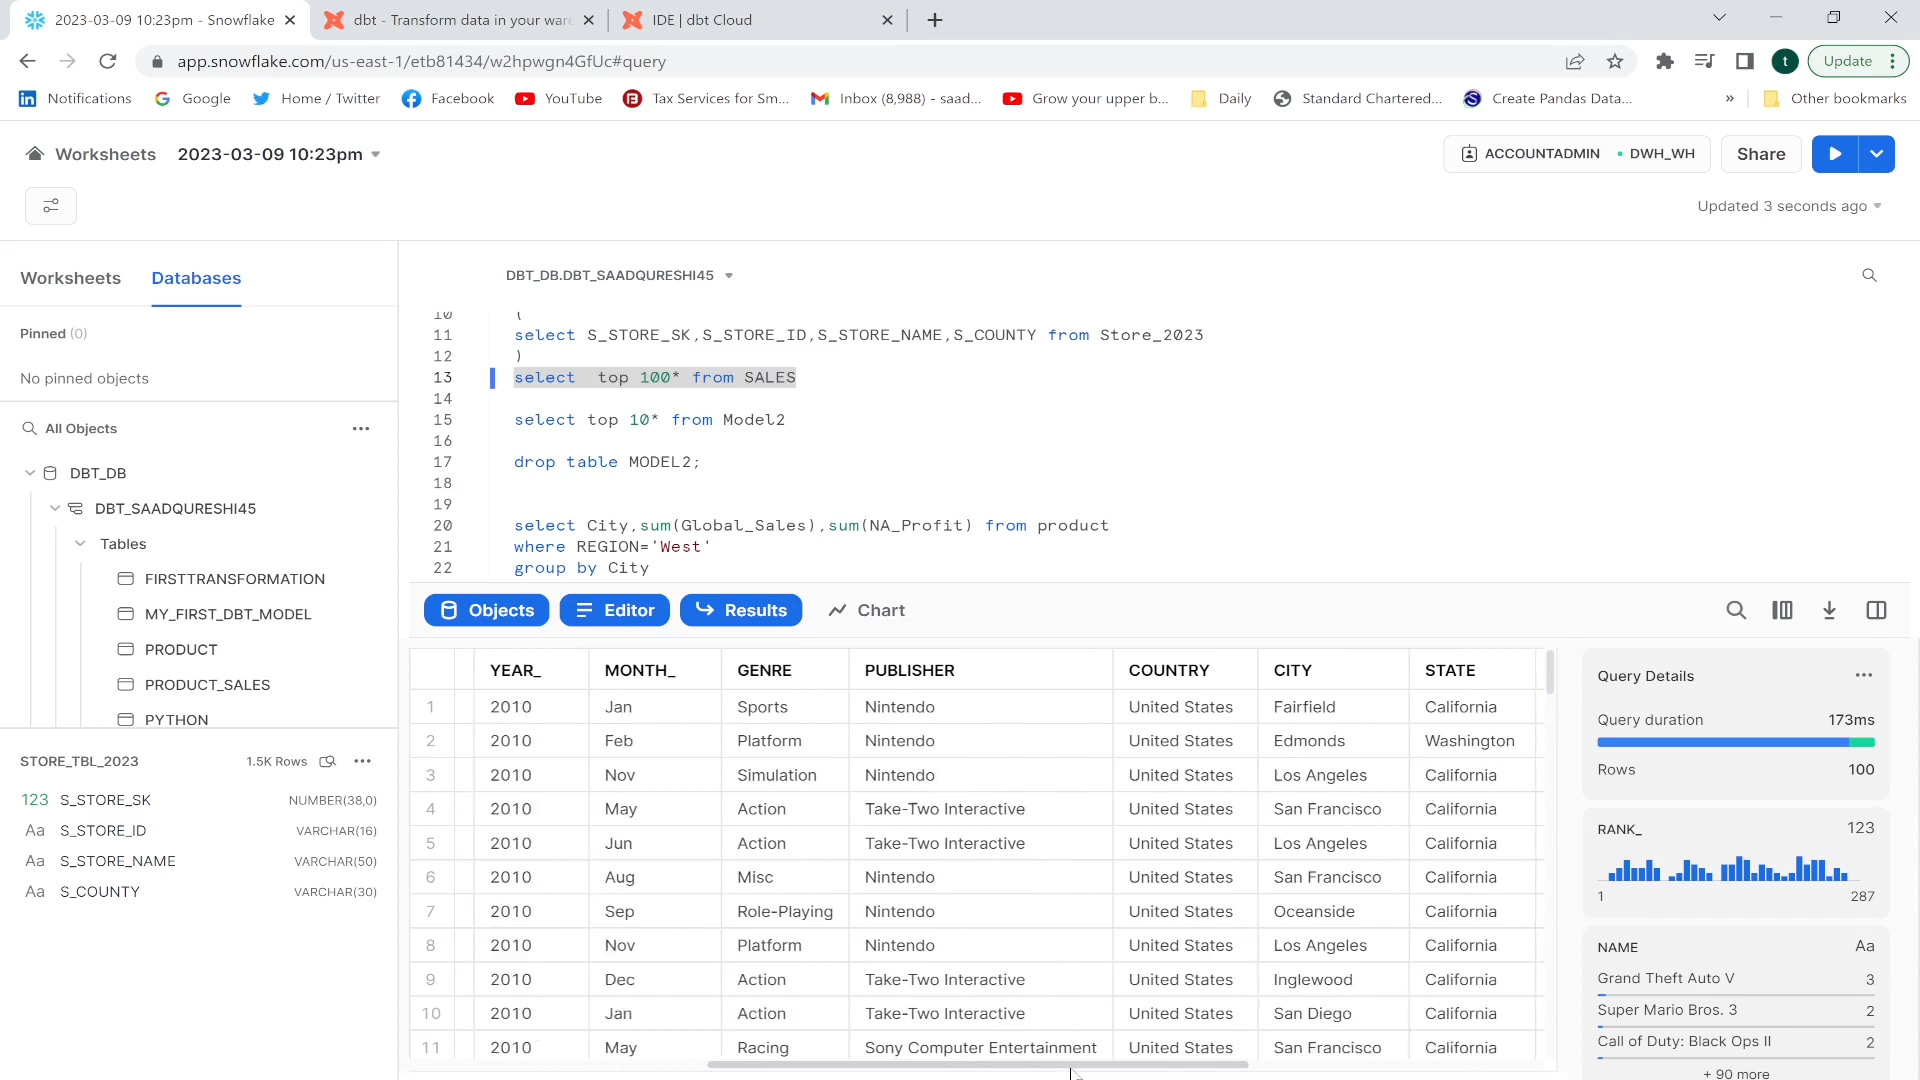 2023-03-09 10:23pm - Snowflake
dbt - Transform data in your ware
IDE | dbt Cloud
app.snowflake.com/us-east-1/etb81434/w2hpwgn4GfUc#query
t
Update
Notifications
Google
Home / Twitter
Facebook
YouTube
Tax Services for Sm...
Inbox (8,988) - saad...
Grow your upper b...
Daily
Standard Chartered...
Create Pandas Data...
»
Other bookmarks
Worksheets
2023-03-09 10:23pm
ACCOUNTADMIN
DWH_WH
Share
Updated 3 seconds ago
Worksheets
Databases
DBT_DB.DBT_SAADQURESHI45
Pinned (0)
No pinned objects
All Objects
DBT_DB
DBT_SAADQURESHI45
Tables
FIRSTTRANSFORMATION
MY_FIRST_DBT_MODEL
PRODUCT
PRODUCT_SALES
PYTHON
STORE_TBL_2023 1.5K Rows
123 S_STORE_SK NUMBER(38,0)
Aa S_STORE_ID VARCHAR(16)
Aa S_STORE_NAME VARCHAR(50)
Aa S_COUNTY VARCHAR(30)
10 (
11 select S_STORE_SK,S_STORE_ID,S_STORE_NAME,S_COUNTY from Store_2023
12 )
13 select  top 100* from SALES
14
15 select top 10* from Model2
16
17 drop table MODEL2;
18
19
20 select City,sum(Global_Sales),sum(NA_Profit) from product
21 where REGION='West'
22 group by City
Objects
Editor
Results
Chart
YEAR_ MONTH_ GENRE PUBLISHER COUNTRY CITY STATE
1 2010 Jan Sports Nintendo United States Fairfield California
2 2010 Feb Platform Nintendo United States Edmonds Washington
3 2010 Nov Simulation Nintendo United States Los Angeles California
4 2010 May Action Take-Two Interactive United States San Francisco California
5 2010 Jun Action Take-Two Interactive United States Los Angeles California
6 2010 Aug Misc Nintendo United States San Francisco California
7 2010 Sep Role-Playing Nintendo United States Oceanside California
8 2010 Nov Platform Nintendo United States Los Angeles California
9 2010 Dec Action Take-Two Interactive United States Inglewood California
10 2010 Jan Action Take-Two Interactive United States San Diego California
11 2010 May Racing Sony Computer Entertainment United States San Francisco California
Query Details
Query duration 173ms
Rows 100
RANK_ 123
1 287
NAME Aa
Grand Theft Auto V 3
Super Mario Bros. 3 2
Call of Duty: Black Ops II 2
+ 90 more